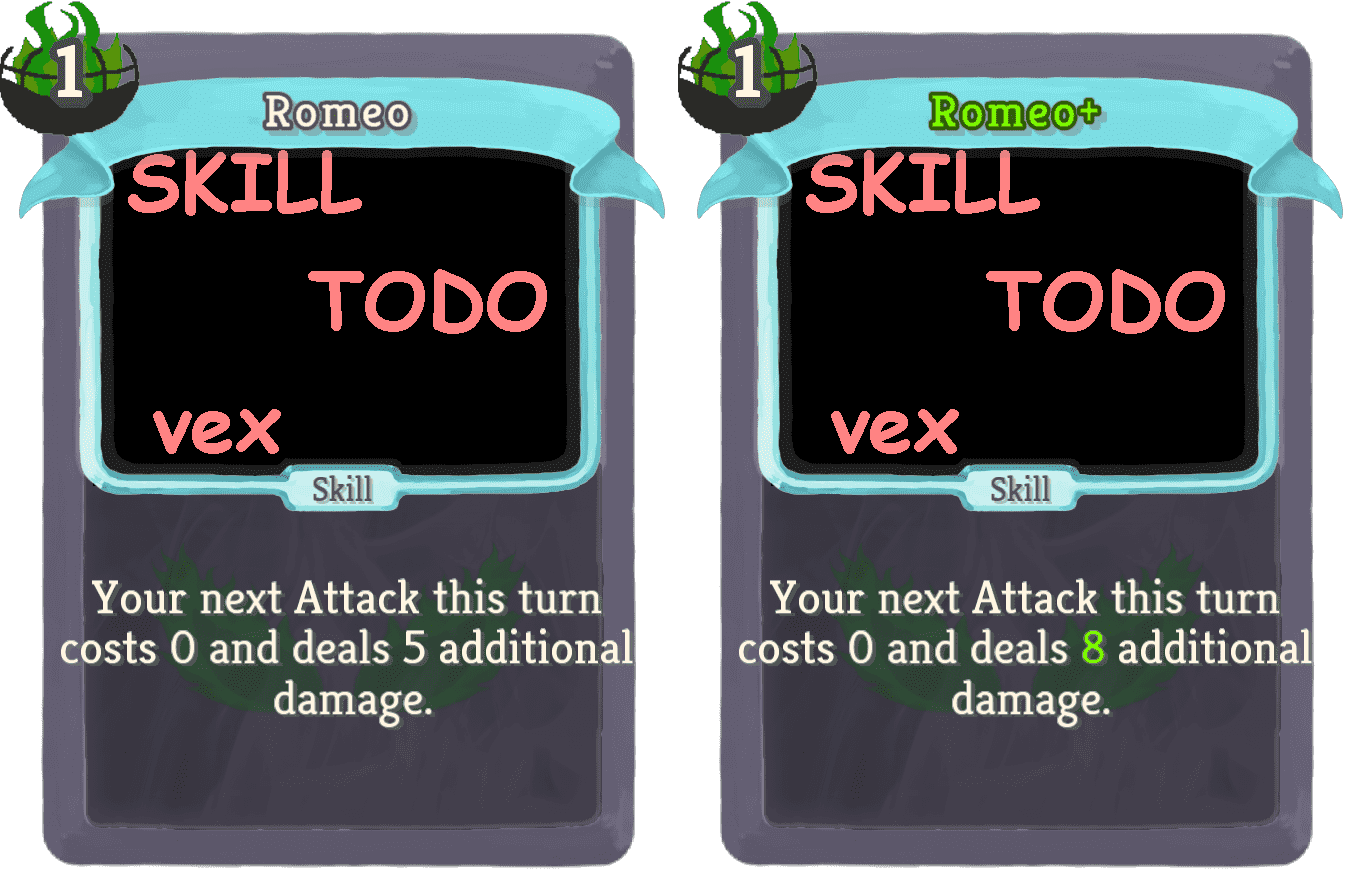 1
Romeo
SKILL
TODO
vex
Skill
Your next Attack this turn
costs 0 and deals 5 additional
damage.
1
Romeo+
SKILL
TODO
vex
Skill
Your next Attack this turn
costs 0 and deals 8 additional
damage.